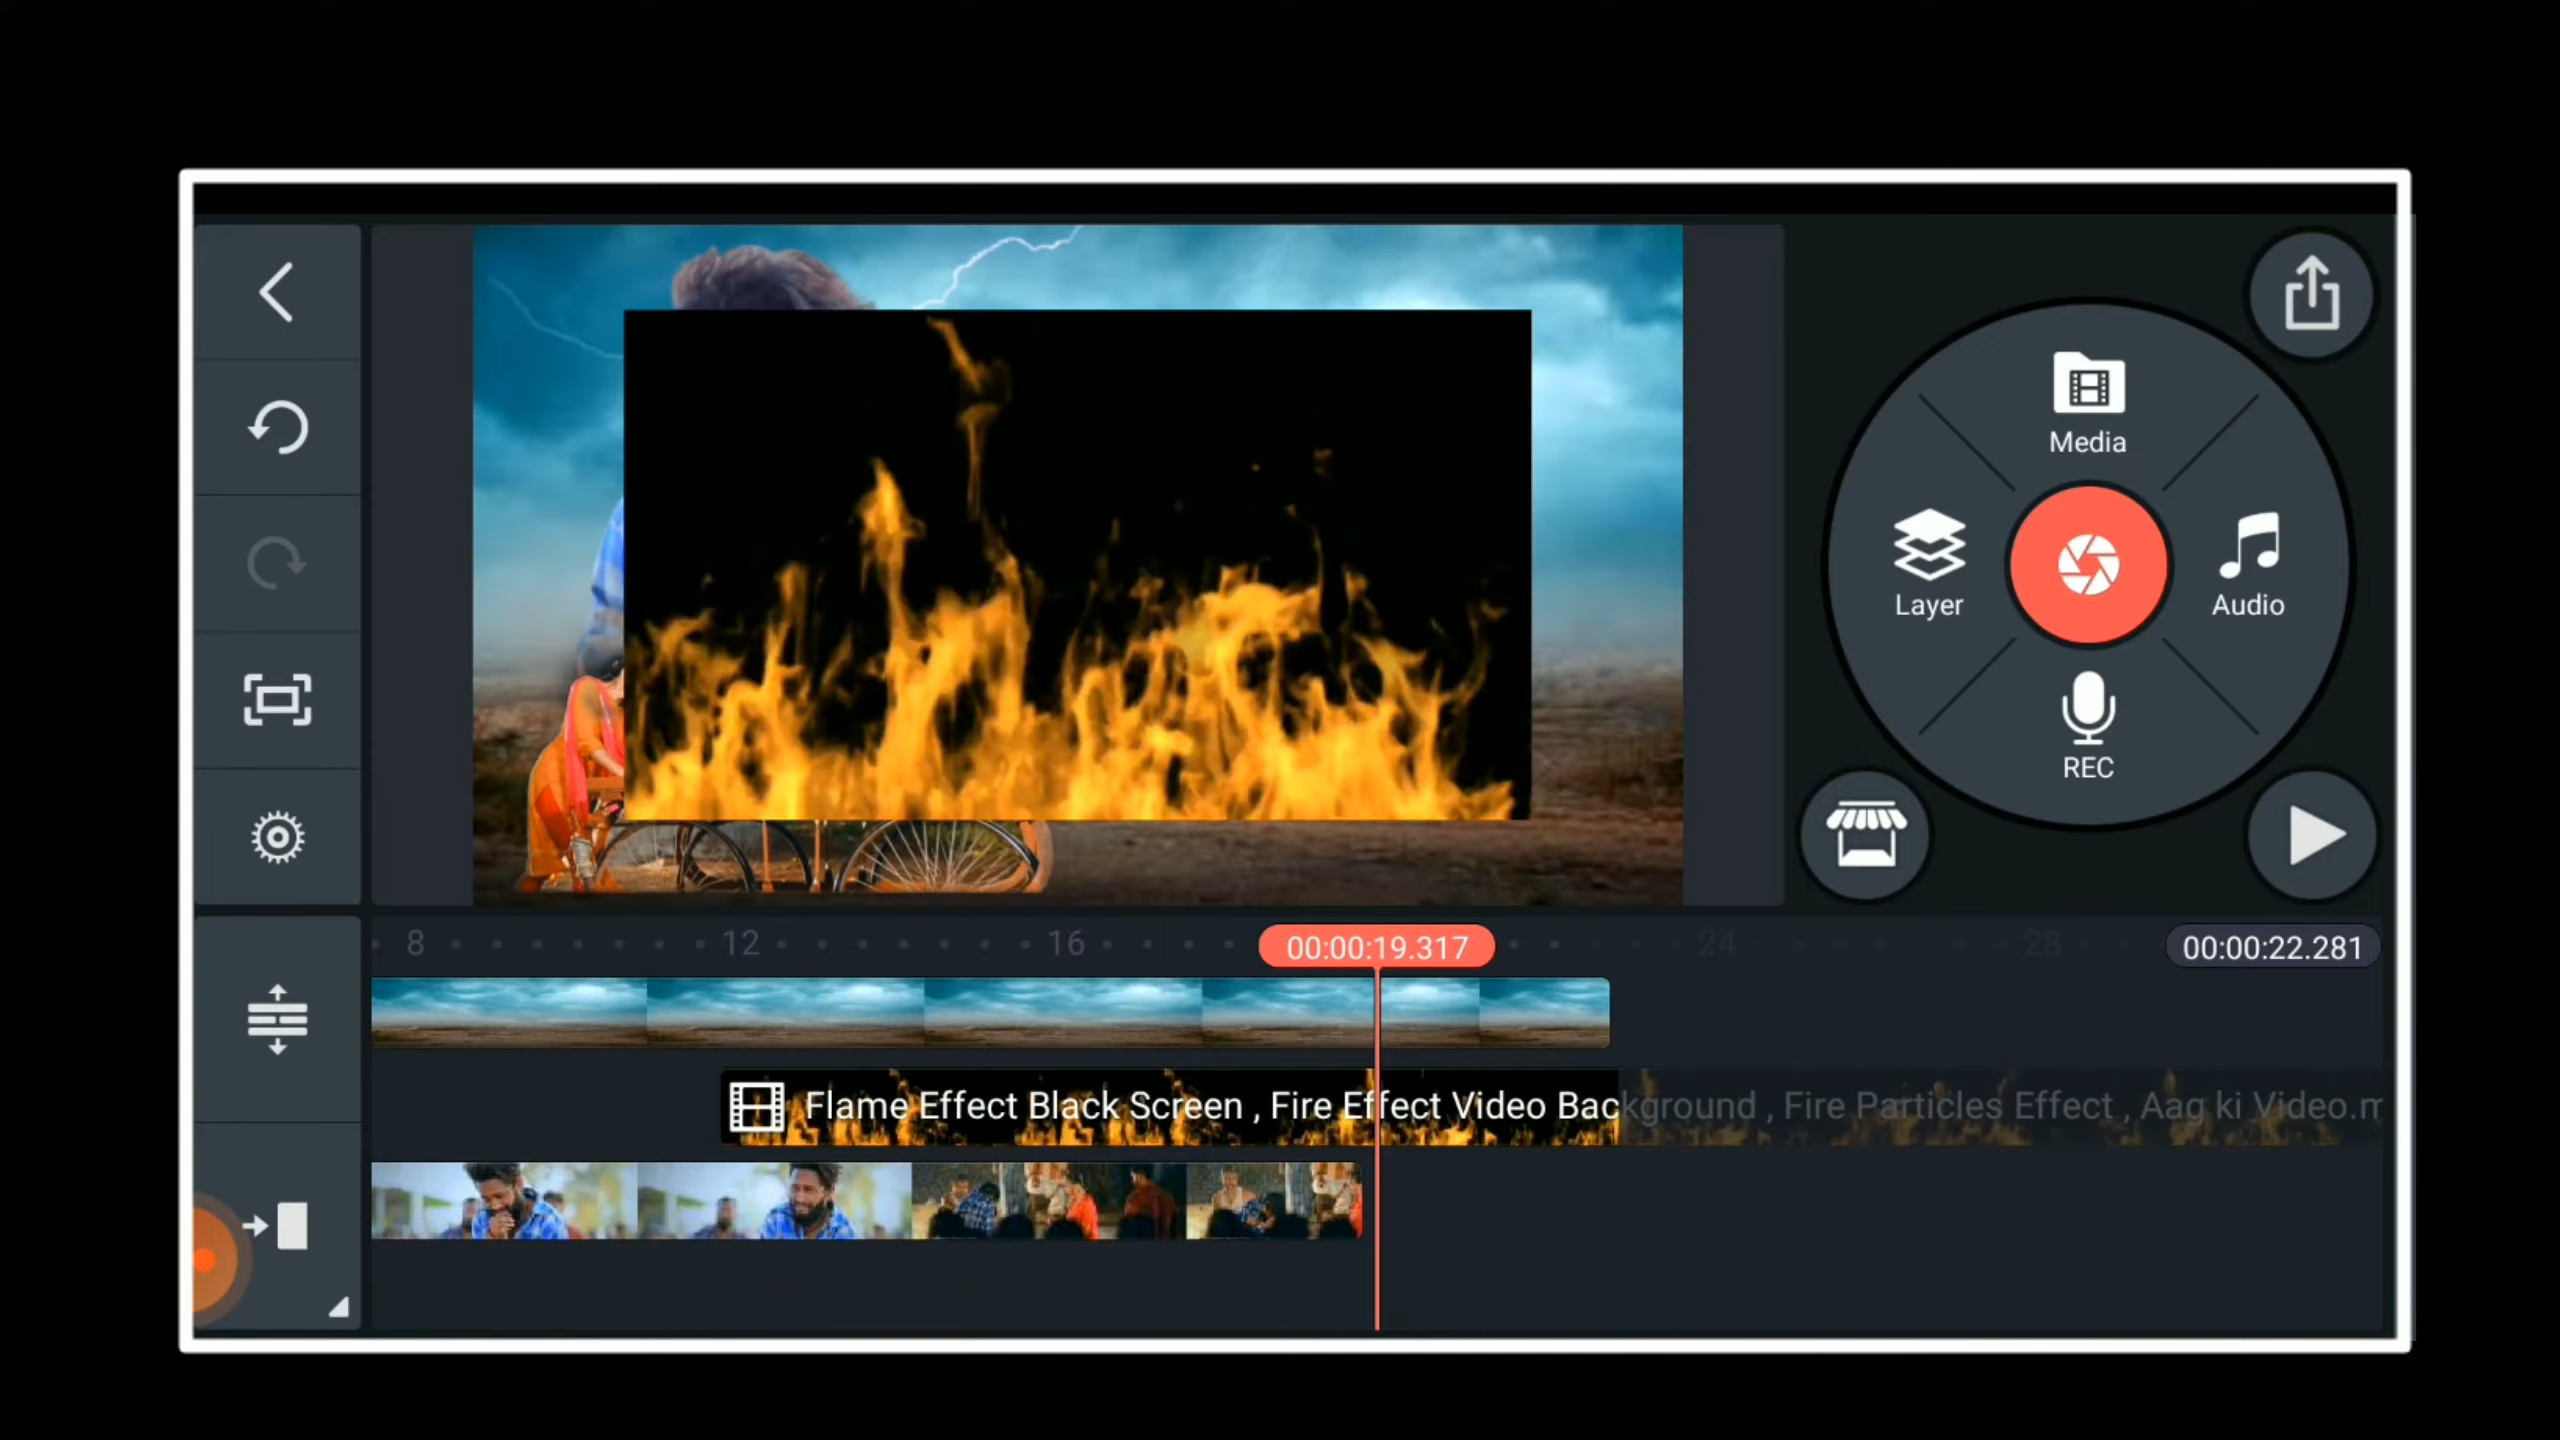 Media
Layer
Audio
REC
8 12 16 00:00:19.317 24 28 00:00:22.281
Flame Effect Black Screen , Fire Effect Video Background , Fire Particles Effect , Aag ki Video.m